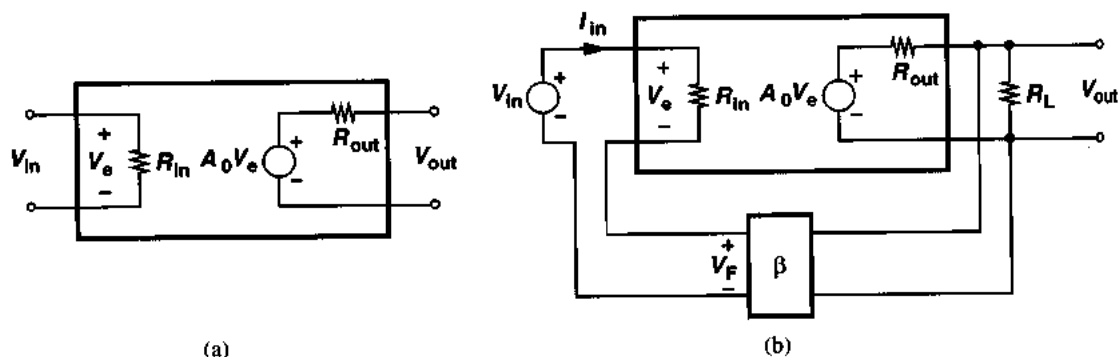 V_in
+
V_e
−
R_in
A_0V_e
+
−
R_out
V_out
(a)
I_in
V_in
+
−
+
V_e
−
R_in
A_0V_e
+
−
R_out
R_L
V_out
+
V_F
−
β
(b)